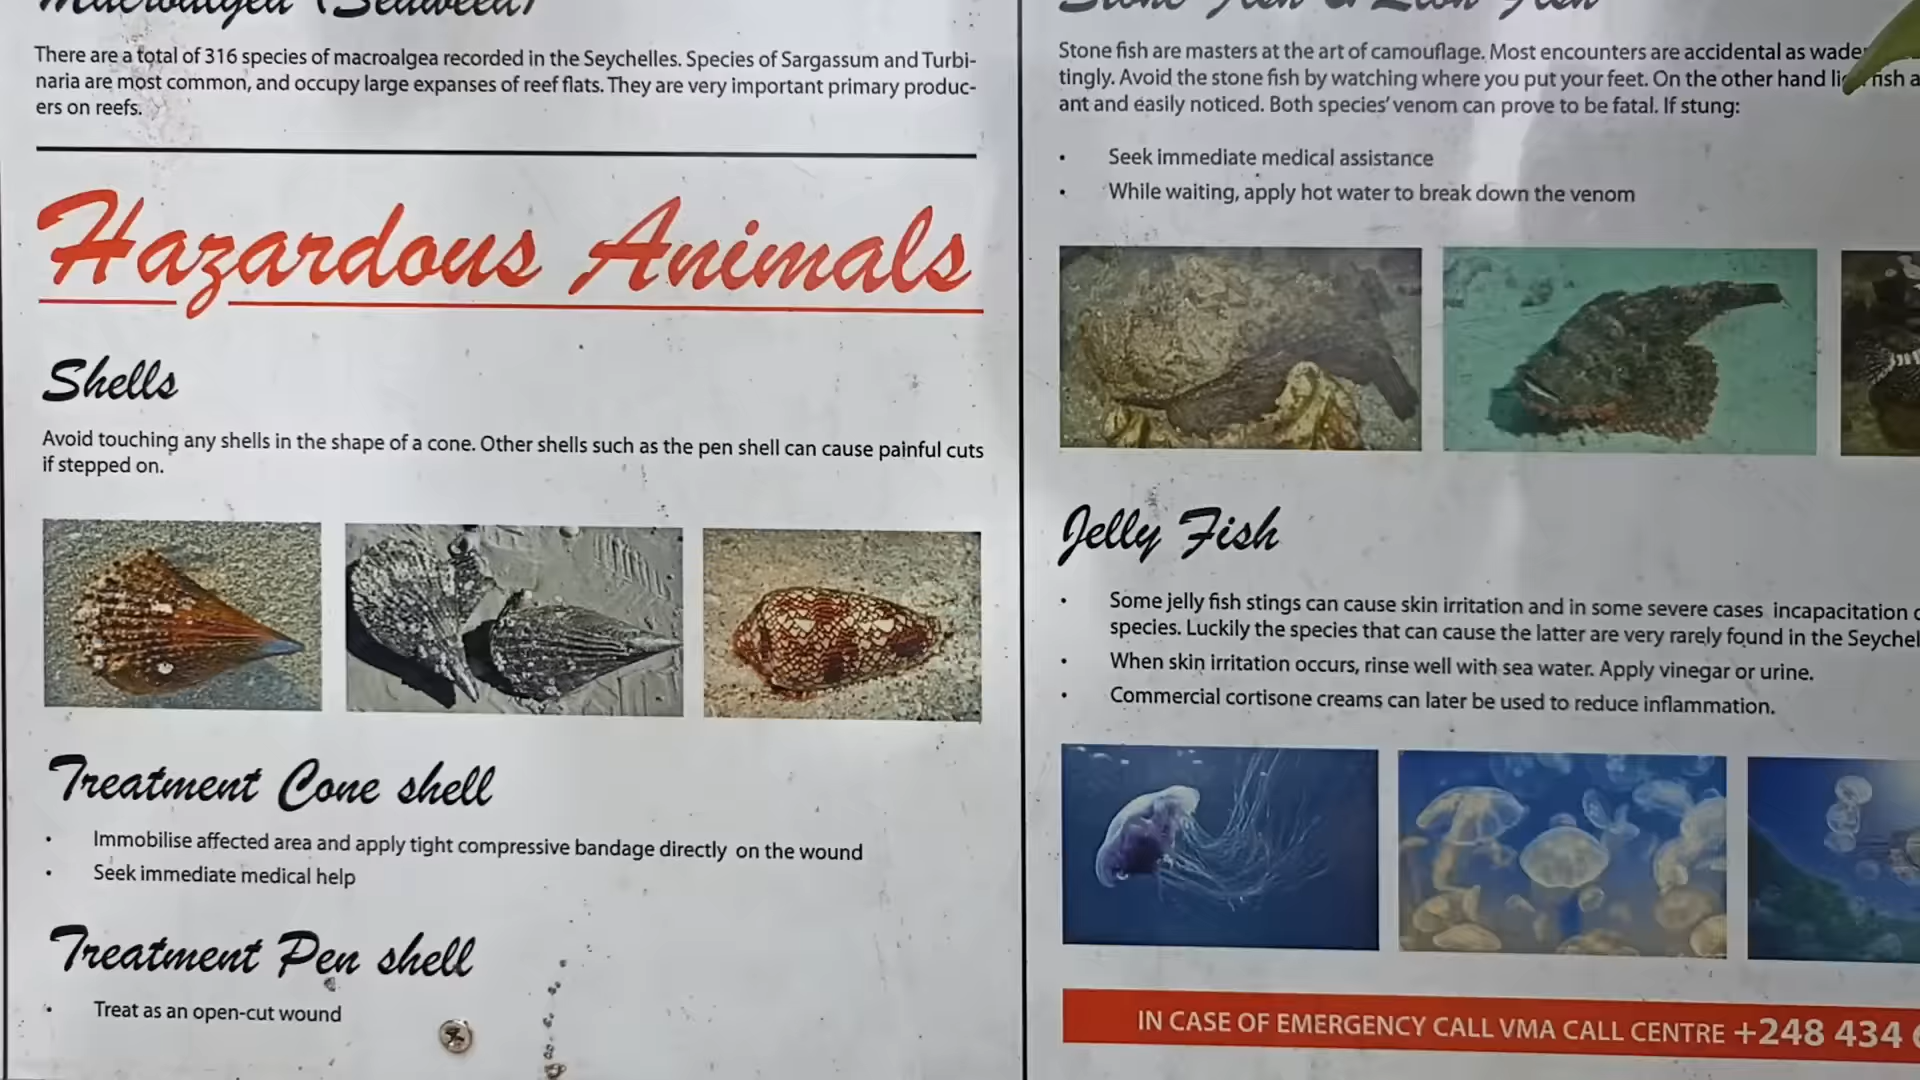 Macroalgea (Seaweed)
There are a total of 316 species of macroalgea recorded in the Seychelles. Species of Sargassum and Turbi-
naria are most common, and occupy large expanses of reef flats. They are very important primary produc-
ers on reefs.
Hazardous Animals
Shells
Avoid touching any shells in the shape of a cone. Other shells such as the pen shell can cause painful cuts
if stepped on.
Treatment Cone shell
• Immobilise affected area and apply tight compressive bandage directly on the wound
• Seek immediate medical help
Treatment Pen shell
• Treat as an open-cut wound
Stone Fish & Lion Fish
Stone fish are masters at the art of camouflage. Most encounters are accidental as
tingly. Avoid the stone fish by watching where you put your feet. On the other hand fish
ant and easily noticed. Both species' venom can prove to be fatal. If stung:
• Seek immediate medical assistance
• While waiting, apply hot water to break down the venom
Jelly Fish
• Some jelly fish stings can cause skin irritation and in some severe cases incapacitation
species. Luckily the species that can cause the latter are very rarely found in the
• When skin irritation occurs, rinse well with sea water. Apply vinegar or urine.
• Commercial cortisone creams can later be used to reduce inflammation.
IN CASE OF EMERGENCY CALL VMA CALL CENTRE +248 434